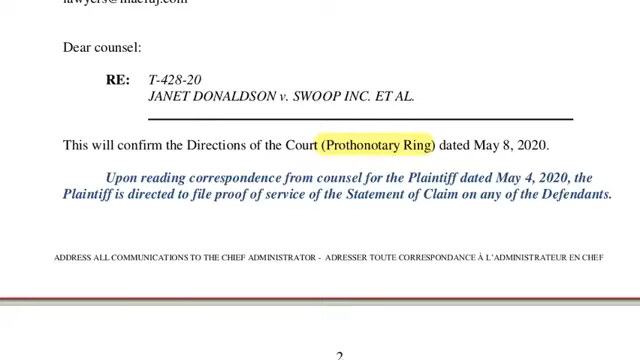 Dear counsel:
RE: T-428-20
JANET DONALDSON v. SWOOP INC. ET AL.
This will confirm the Directions of the Court (Prothonotary Ring) dated May 8, 2020.
Upon reading correspondence from counsel for the Plaintiff dated May 4, 2020, the
Plaintiff is directed to file proof of service of the Statement of Claim on any of the Defendants.
ADDRESS ALL COMMUNICATIONS TO THE CHIEF ADMINISTRATOR - ADRESSER TOUTE CORRESPONDANCE À L'ADMINISTRATEUR EN CHEF
2